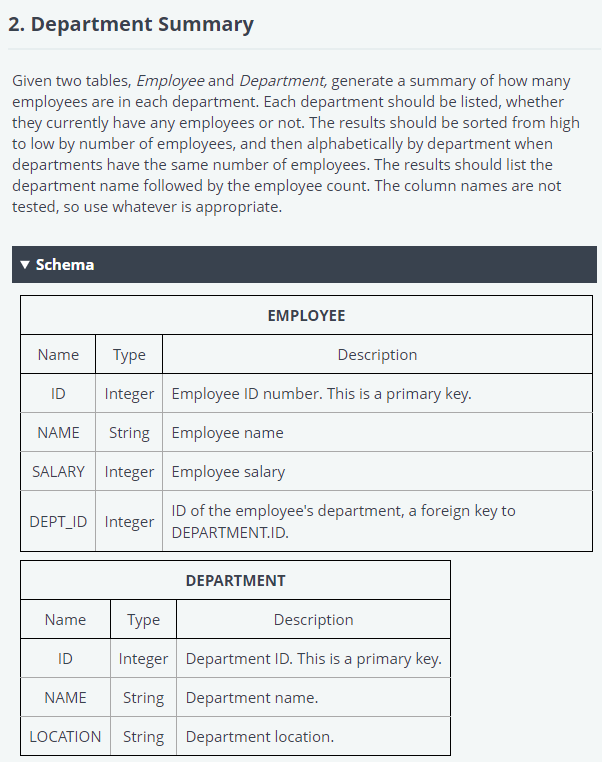 2. Department Summary
Given two tables, Employee and Department, generate a summary of how many
employees are in each department. Each department should be listed, whether
they currently have any employees or not. The results should be sorted from high
to low by number of employees, and then alphabetically by department when
departments have the same number of employees. The results should list the
department name followed by the employee count. The column names are not
tested, so use whatever is appropriate.
▼ Schema
EMPLOYEE
Name Type Description
ID Integer Employee ID number. This is a primary key.
NAME String Employee name
SALARY Integer Employee salary
DEPT_ID Integer ID of the employee's department, a foreign key to
DEPARTMENT.ID.
DEPARTMENT
Name Type Description
ID Integer Department ID. This is a primary key.
NAME String Department name.
LOCATION String Department location.